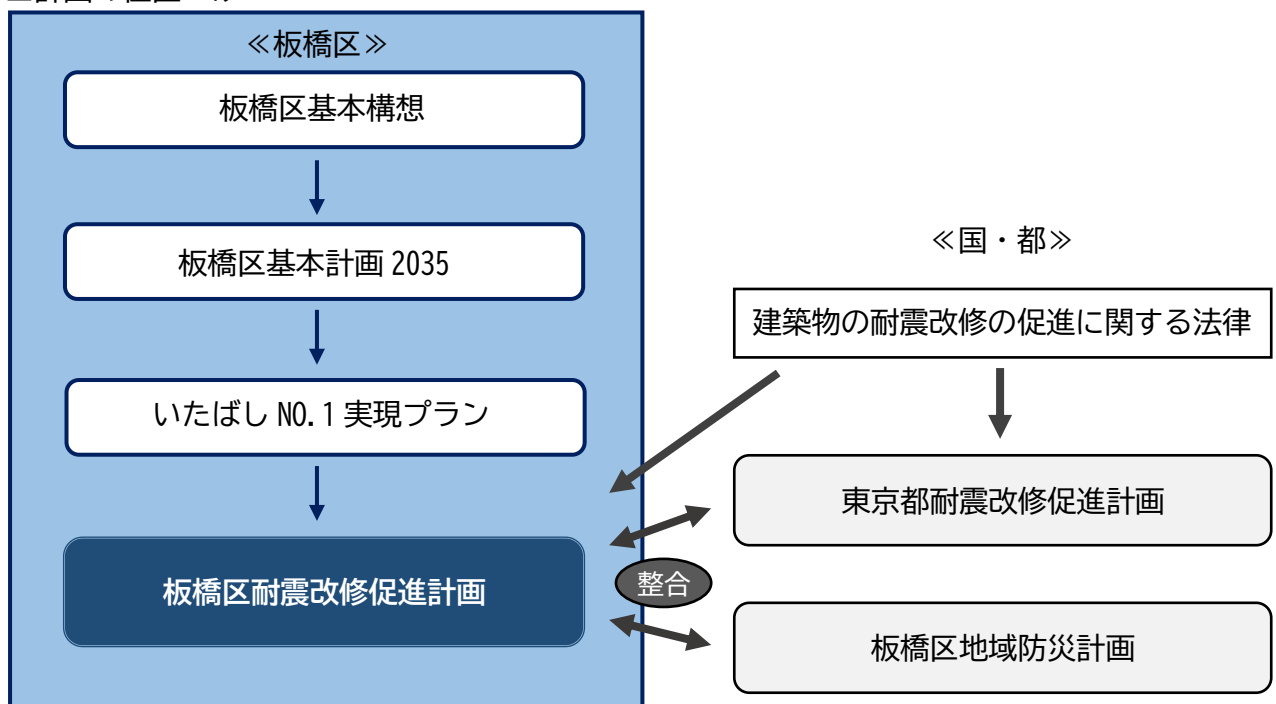 ≪板橋区≫
板橋区基本構想
板橋区基本計画 2035
いたばし NO.1 実現プラン
板橋区耐震改修促進計画
≪国・都≫
建築物の耐震改修の促進に関する法律
東京都耐震改修促進計画
整合
板橋区地域防災計画